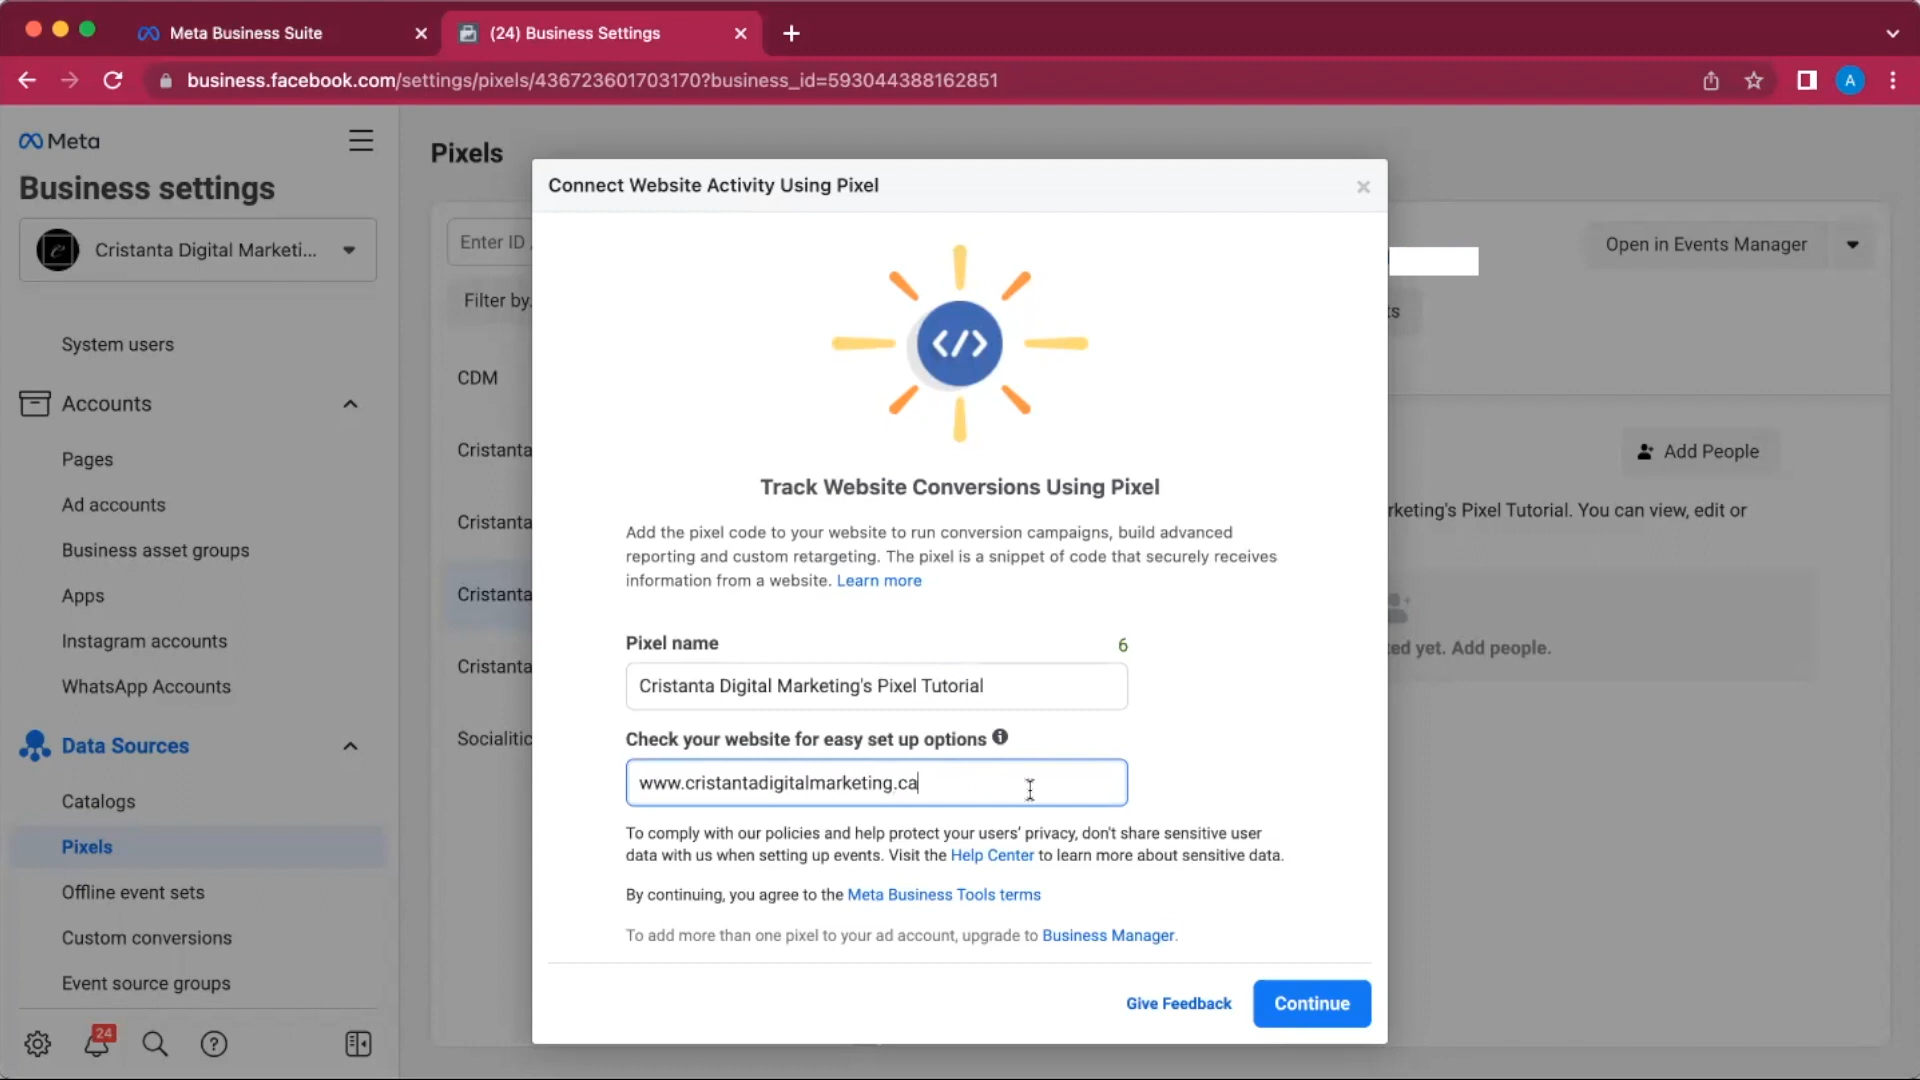 Meta Business Suite
(24) Business Settings
business.facebook.com/settings/pixels/436723601703170?business_id=593044388162851
A
Meta
Business settings
Cristanta Digital Marketi...
System users
Accounts
Pages
Ad accounts
Business asset groups
Apps
Instagram accounts
WhatsApp Accounts
Data Sources
Catalogs
Pixels
Offline event sets
Custom conversions
Event source groups
24
Pixels
Enter ID
Filter by.
CDM
Cristanta
Cristanta
Cristanta
Cristanta
Socialitic
Open in Events Manager
ts
Add People
rketing's Pixel Tutorial. You can view, edit or
ed yet. Add people.
Connect Website Activity Using Pixel
</>
Track Website Conversions Using Pixel
Add the pixel code to your website to run conversion campaigns, build advanced
reporting and custom retargeting. The pixel is a snippet of code that securely receives
information from a website. Learn more
Pixel name 6
Cristanta Digital Marketing's Pixel Tutorial
Check your website for easy set up options
www.cristantadigitalmarketing.ca
To comply with our policies and help protect your users' privacy, don't share sensitive user
data with us when setting up events. Visit the Help Center to learn more about sensitive data.
By continuing, you agree to the Meta Business Tools terms
To add more than one pixel to your ad account, upgrade to Business Manager.
Give Feedback
Continue